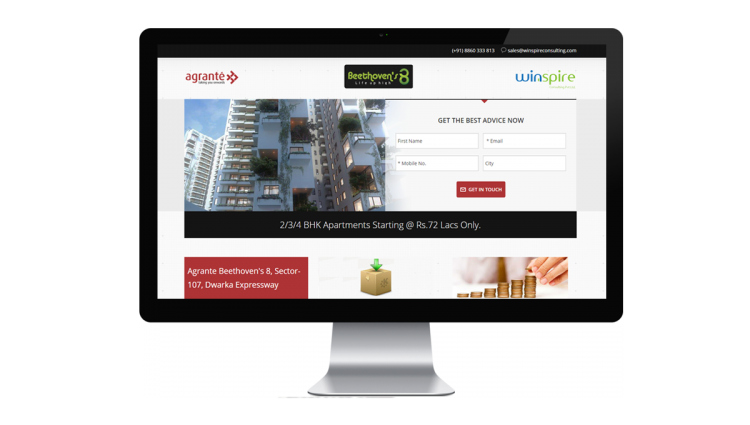 (+91) 8860 333 813 sales@winspireconsulting.com
agrantē
Beethoven's 8
Life on high
winspire
GET THE BEST ADVICE NOW
First Name
* Email
* Mobile No.
City
GET IN TOUCH
2/3/4 BHK Apartments Starting @ Rs.72 Lacs Only.
Agrante Beethoven's 8, Sector-
107, Dwarka Expressway